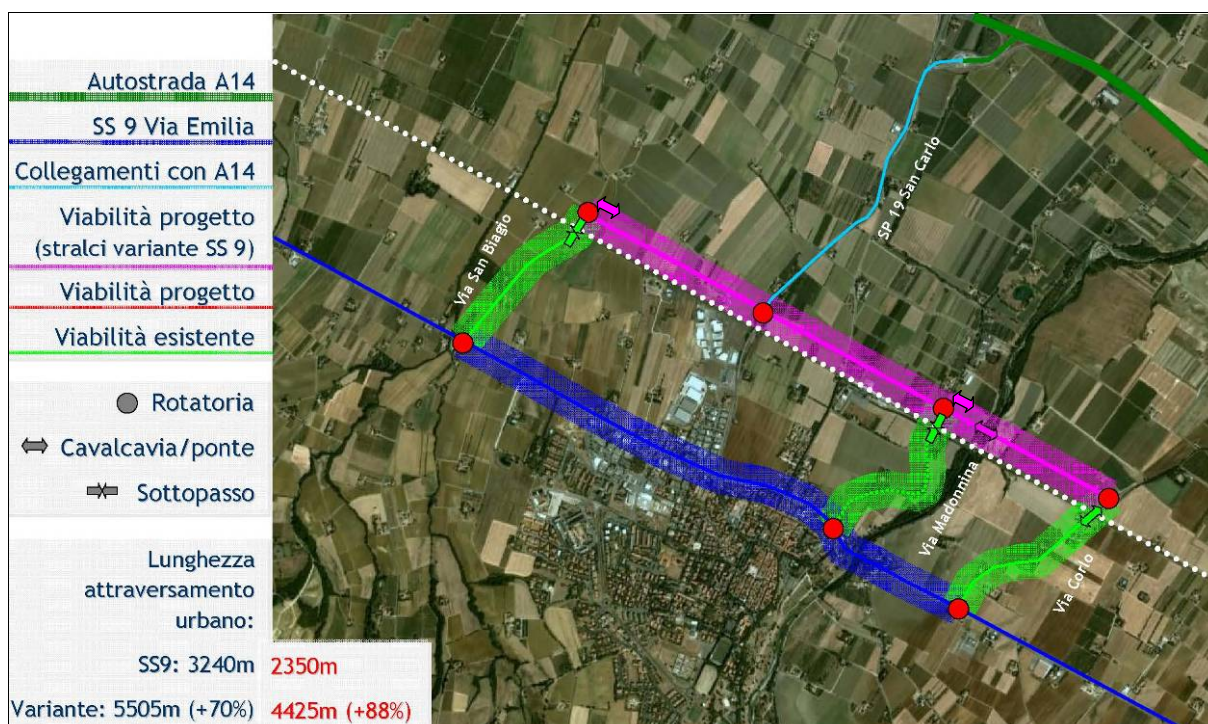 Autostrada A14
SS 9 Via Emilia
Collegamenti con A14
Viabilità progetto
(stralci variante SS 9)
Viabilità progetto
Viabilità esistente
Rotatoria
Cavalcavia/ponte
Sottopasso
Lunghezza
attraversamento
urbano:
SS9: 3240m 2350m
Variante: 5505m (+70%) 4425m (+88%)
Via San Biagio
SP 19 San Carlo
Via Madonnina
Via Corlo